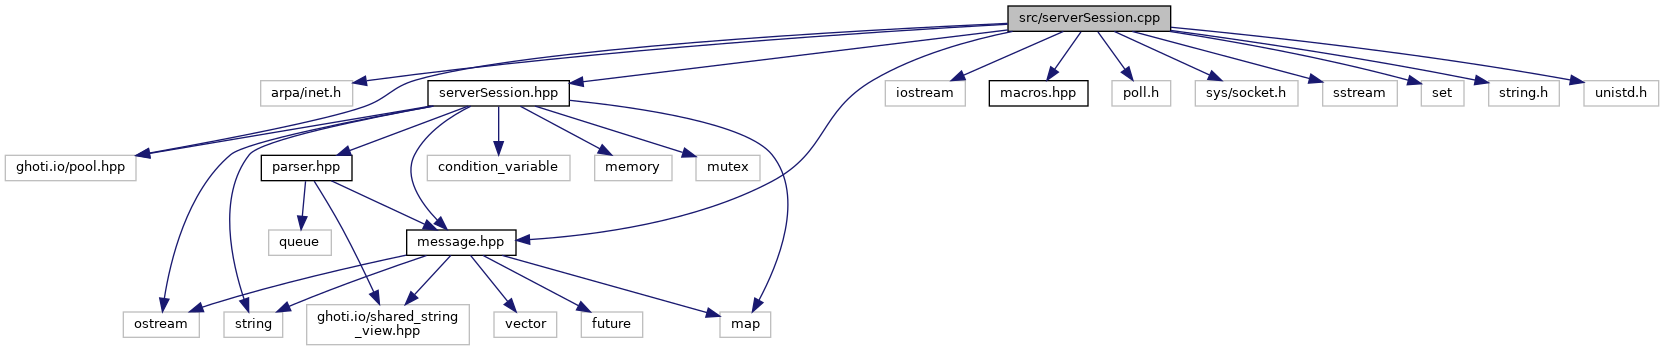 src/serverSession.cpp
arpa/inet.h
serverSession.hpp
iostream
macros.hpp
poll.h
sys/socket.h
sstream
set
string.h
unistd.h
ghoti.io/pool.hpp
parser.hpp
condition_variable
memory
mutex
queue
message.hpp
ostream
string
ghoti.io/shared_string
_view.hpp
vector
future
map